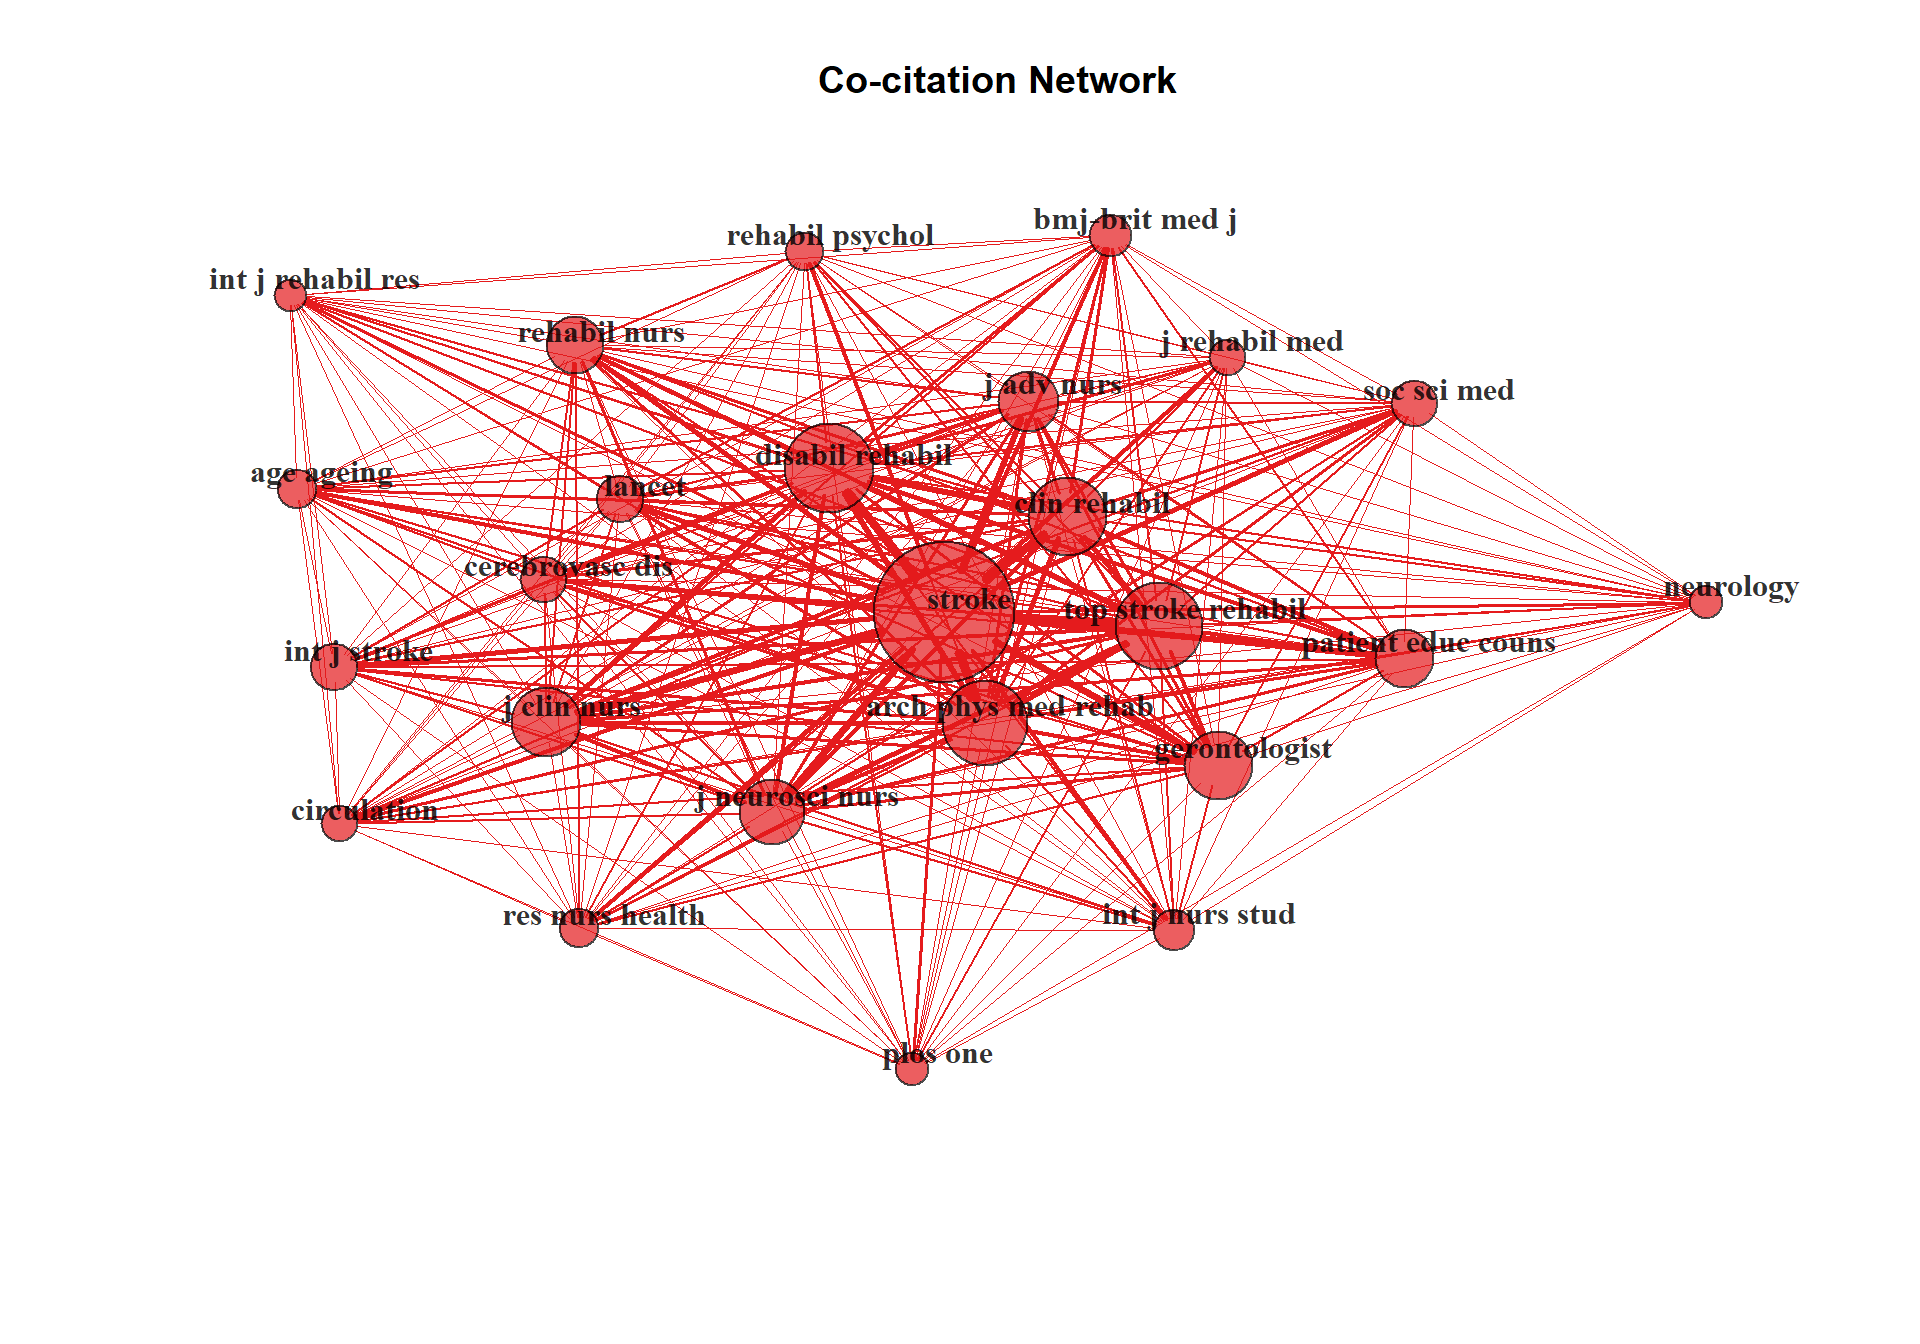 Co-citation Network
bmj-brit med j
rehabil psychol
int j rehabil res
rehabil nurs
j rehabil med
j adv nurs
soc sci med
disabil rehabil
age ageing
lancet
clin rehabil
cerebrovasc dis
neurology
stroke
top stroke rehabil
patient educ couns
int j stroke
j clin nurs
arch phys med rehab
gerontologist
j neurosci nurs
circulation
res nurs health
int j nurs stud
plos one